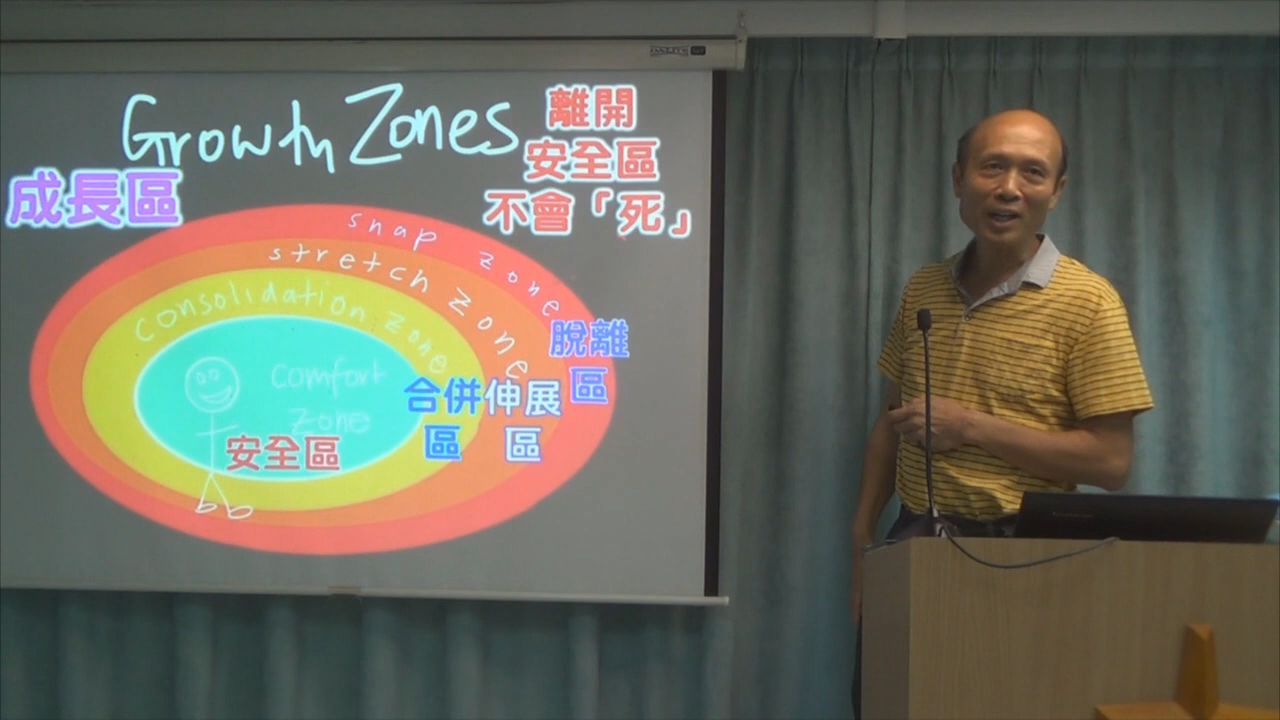 Growth Zones
離開
安全區
不會「死」
成長區
snap zone
stretch zone
consolidation zone
comfort
zone
安全區
合併
區
伸展
區
脫離
區